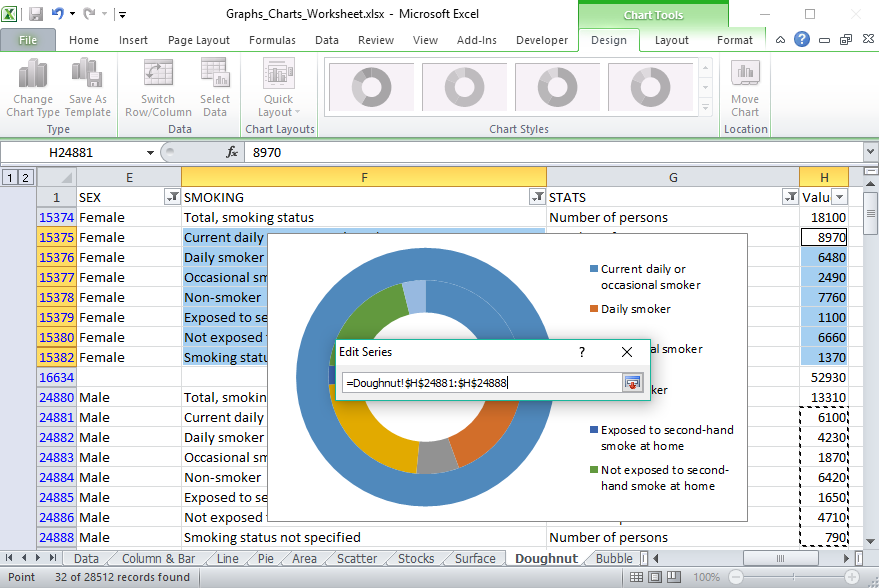 Graphs_Charts_Worksheet.xlsx - Microsoft Excel
Chart Tools
File Home Insert Page Layout Formulas Data Review View Add-Ins Developer Design Layout Format
Change Chart Type
Save As Template
Switch Row/Column
Select Data
Quick Layout
Move Chart
Type Data Chart Layouts Chart Styles Location
H24881 fx 8970
1 2 E F G H
1 SEX SMOKING STATS Valu
15374 Female Total, smoking status Number of persons 18100
15375 Female Current daily 8970
15376 Female Daily smoker 6480
15377 Female Occasional sm 2490
15378 Female Non-smoker 7760
15379 Female Exposed to se 1100
15380 Female Not exposed 6660
15382 Female Smoking statu 1370
16634 52930
24880 Male Total, smokin 13310
24881 Male Current daily 6100
24882 Male Daily smoker 4230
24883 Male Occasional sm 1870
24884 Male Non-smoker 6420
24885 Male Exposed to se 1650
24886 Male Not exposed 4710
24888 Male Smoking status not specified Number of persons 790
Current daily or
occasional smoker
Daily smoker
al smoker
ker
Exposed to second-hand
smoke at home
Not exposed to second-
hand smoke at home
Edit Series ?
=Doughnut!$H$24881:$H$24888
Data Column & Bar Line Pie Area Scatter Stocks Surface Doughnut Bubble
Point 32 of 28512 records found 100%